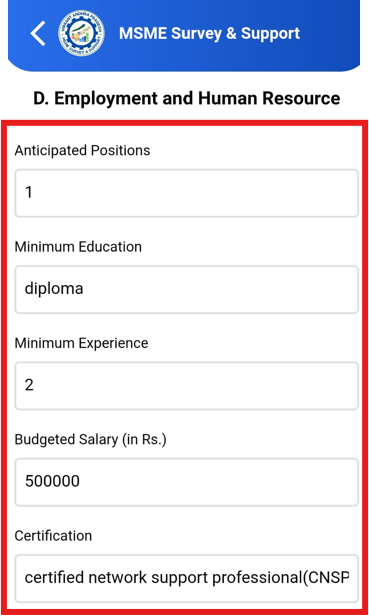 MSME Survey & Support
D. Employment and Human Resource
Anticipated Positions
1
Minimum Education
diploma
Minimum Experience
2
Budgeted Salary (in Rs.)
500000
Certification
certified network support professional(CNSP